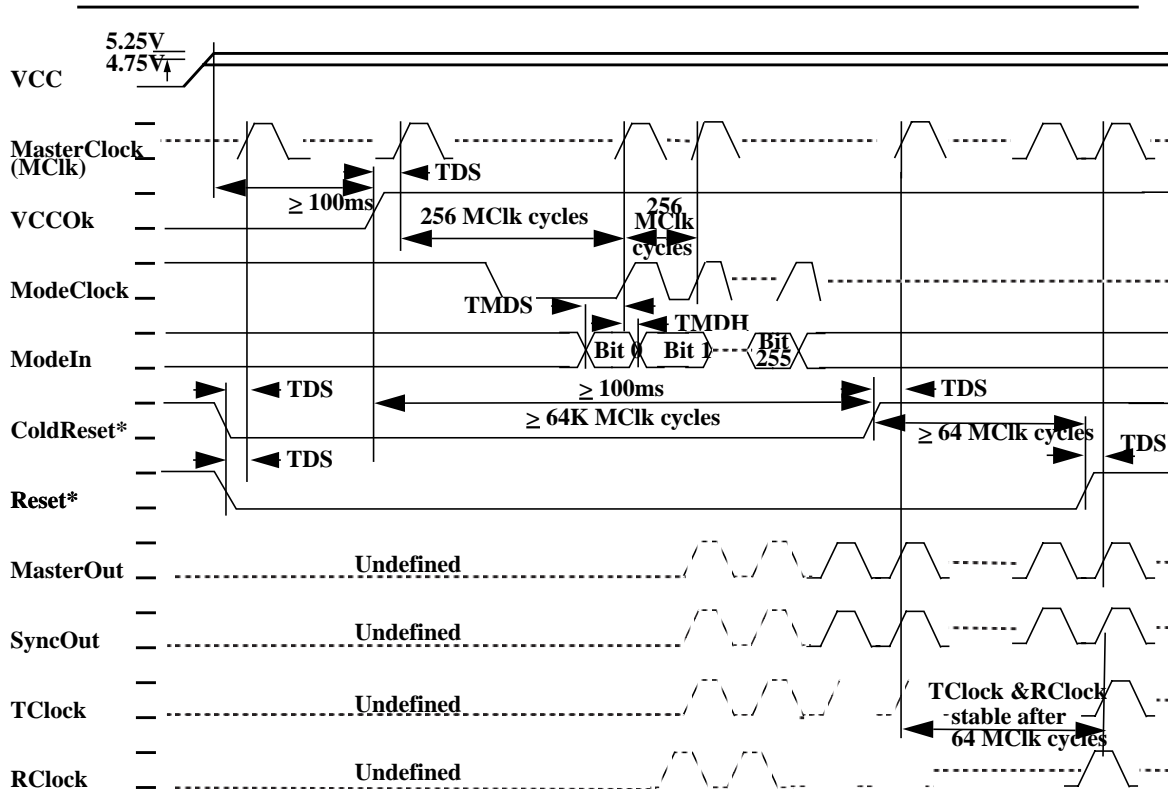 5.25V
4.75V
VCC
MasterClock
(MClk)
TDS
≥ 100ms
VCCOk
256 MClk cycles
256
MClk
cycles
ModeClock
TMDS
TMDH
ModeIn
Bit 0
Bit 1
Bit
255
TDS
≥ 100ms
TDS
≥ 64K MClk cycles
ColdReset*
≥ 64 MClk cycles
TDS
TDS
Reset*
MasterOut
Undefined
SyncOut
Undefined
TClock
Undefined
TClock &RClock
stable after
64 MClk cycles
RClock
Undefined